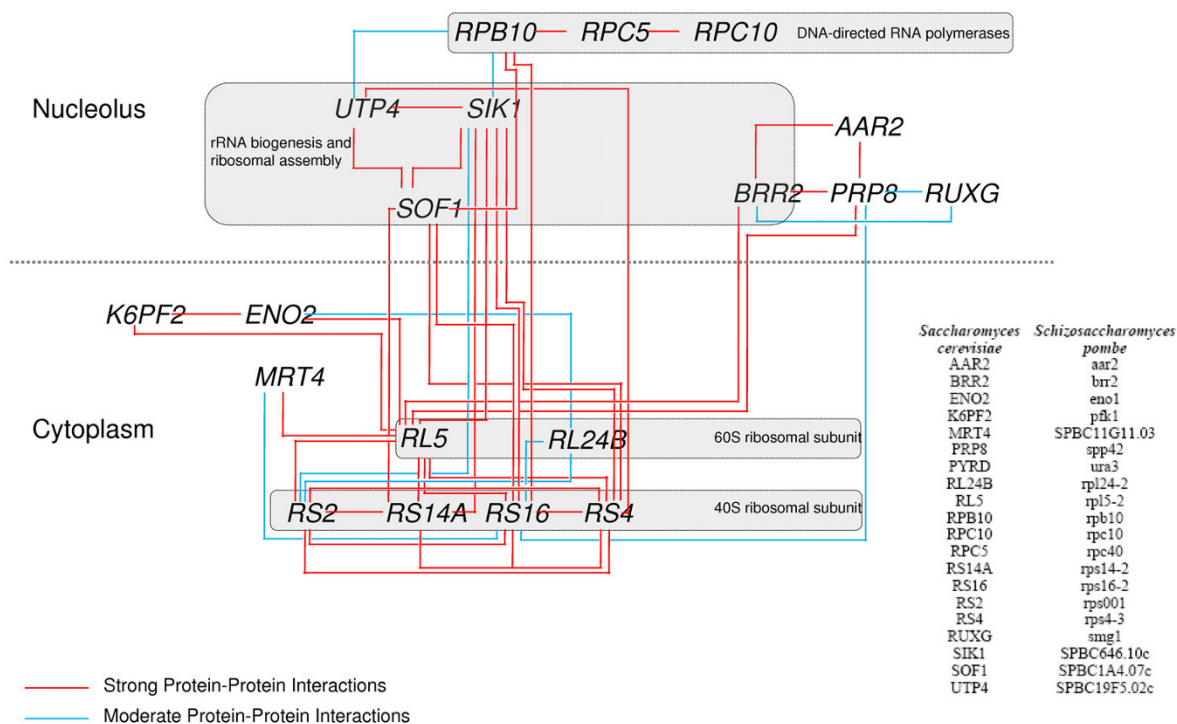 RPB10 RPC5 RPC10 DNA-directed RNA polymerases
Nucleolus
UTP4 SIK1
AAR2
rRNA biogenesis and
ribosomal assembly
BRR2 PRP8 RUXG
SOF1
K6PF2 ENO2
MRT4
Cytoplasm
RL5 RL24B 60S ribosomal subunit
RS2 RS14A RS16 RS4 40S ribosomal subunit
Saccharomyces Schizosaccharomyces
cerevisiae pombe
AAR2 aar2
BRR2 brr2
ENO2 eno1
K6PF2 pfk1
MRT4 SPBC11G11.03
PRP8 spp42
PYRD ura3
RL24B rpl24-2
RL5 rpl5-2
RPB10 rpb10
RPC10 rpc10
RPC5 rpc40
RS14A rps14-2
RS16 rps16-2
RS2 rps001
RS4 rps4-3
RUXG smg1
SIK1 SPBC646.10c
SOF1 SPBC1A4.07c
UTP4 SPBC19F5.02c
Strong Protein-Protein Interactions
Moderate Protein-Protein Interactions